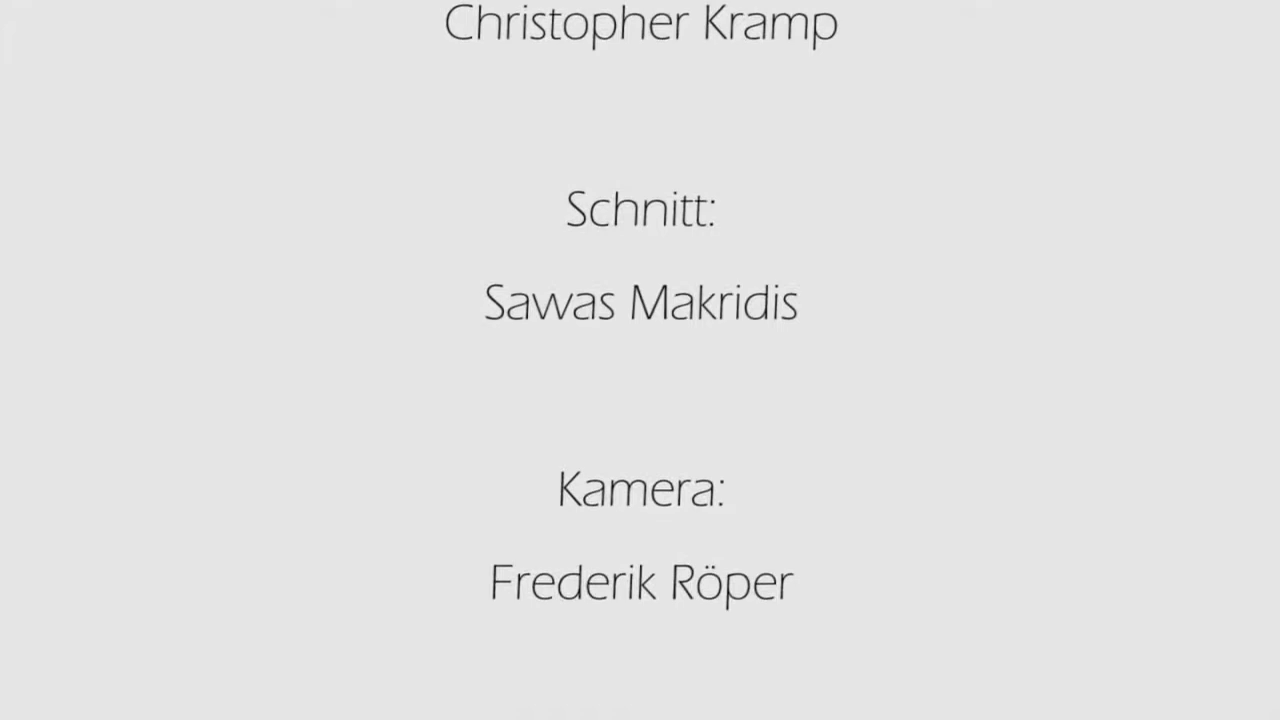 Christopher Kramp
Schnitt:
Sawas Makridis
Kamera:
Frederik Röper